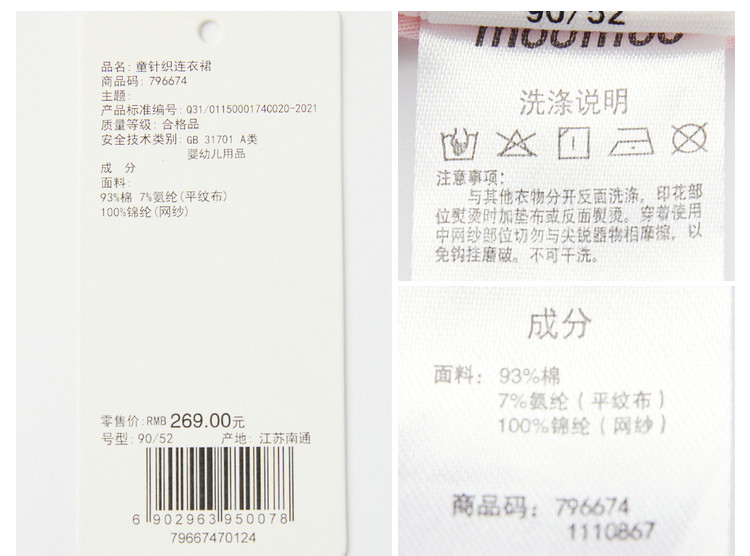 品名: 童针织连衣裙
商品码: 796674
主题:
产品标准编号: Q31/01150001740020-2021
质量等级: 合格品
安全技术类别: GB 31701 A类
婴幼儿用品
成 分
面料:
93%棉 7%氨纶(平纹布)
100%锦纶(网纱)
零售价:RMB 269.00元
号型: 90/52 产地: 江苏南通
6 902963 950078
79667470124
90/52
洗涤说明
注意事项:
与其他衣物分开反面洗涤, 印花部
位熨烫时加垫布或反面熨烫。穿着使用
中网纱部位切勿与尖锐器物相摩擦, 以
免钩挂磨破。不可干洗。
成分
面料: 93%棉
7%氨纶 ( 平纹布 )
100%锦纶 ( 网纱 )
商品码: 796674
1110867